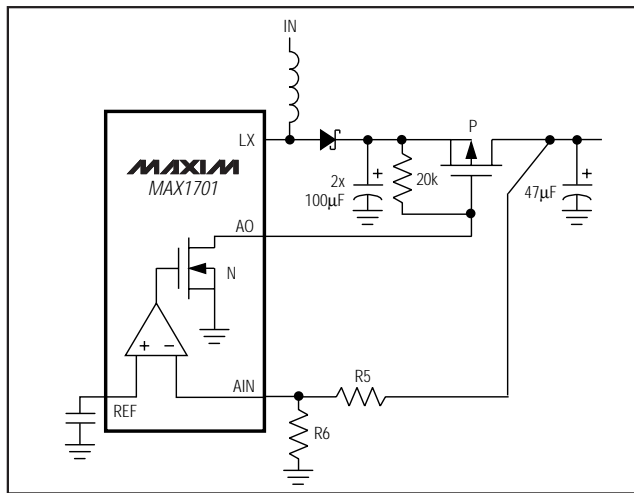 IN
LX
P
MAXIM
MAX1701
2x
100µF
+
20k
47µF
+
AO
N
+ −
REF
AIN
R5
R6